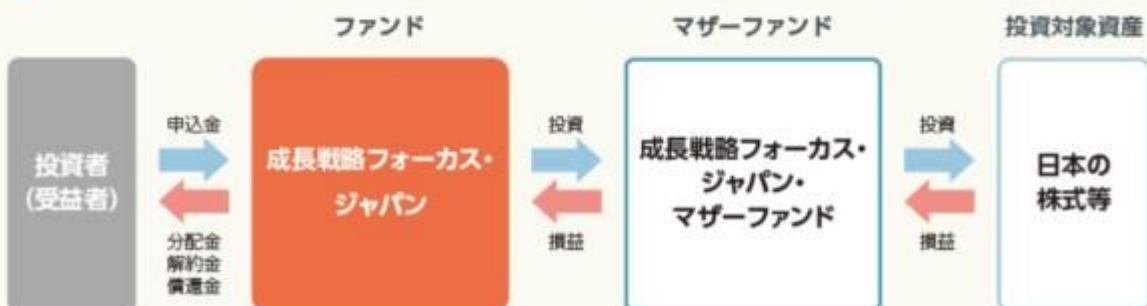 ファンド
マザーファンド
投資対象資産
投資者
(受益者)
申込金
分配金
解約金
償還金
成長戦略フォーカス・
ジャパン
投資
損益
成長戦略フォーカス・
ジャパン・
マザーファンド
投資
損益
日本の
株式等